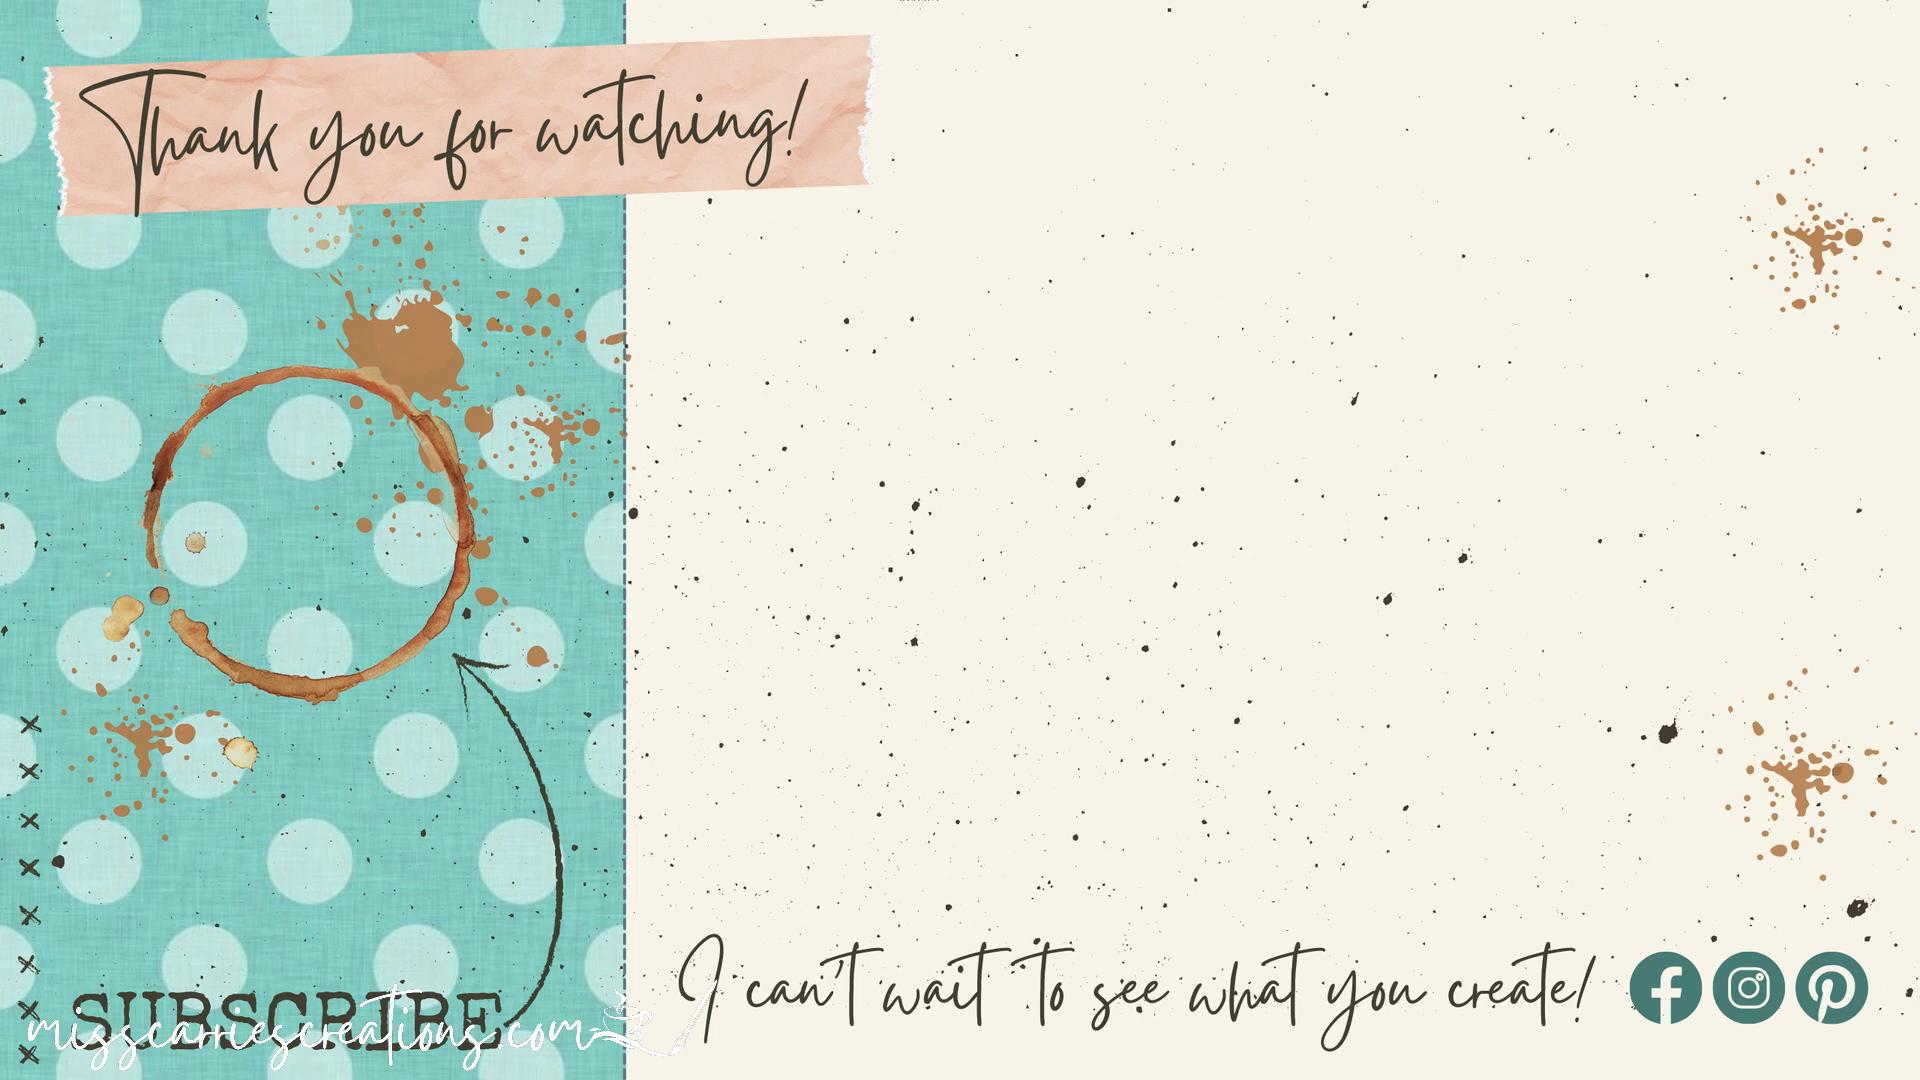 Thank you for watching!
I can't wait to see what you create!
SUBSCRIBE
misscarriescreations.com